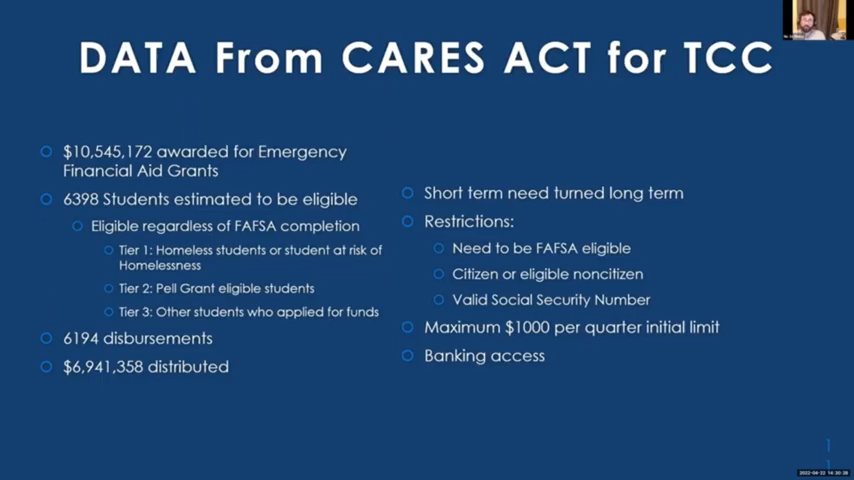 DATA From CARES ACT for TCC
$10,545,172 awarded for Emergency
Financial Aid Grants
6398 Students estimated to be eligible
Eligible regardless of FAFSA completion
Tier 1: Homeless students or student at risk of
Homelessness
Tier 2: Pell Grant eligible students
Tier 3: Other students who applied for funds
6194 disbursements
$6,941,358 distributed
Short term need turned long term
Restrictions:
Need to be FAFSA eligible
Citizen or eligible noncitizen
Valid Social Security Number
Maximum $1000 per quarter initial limit
Banking access
1